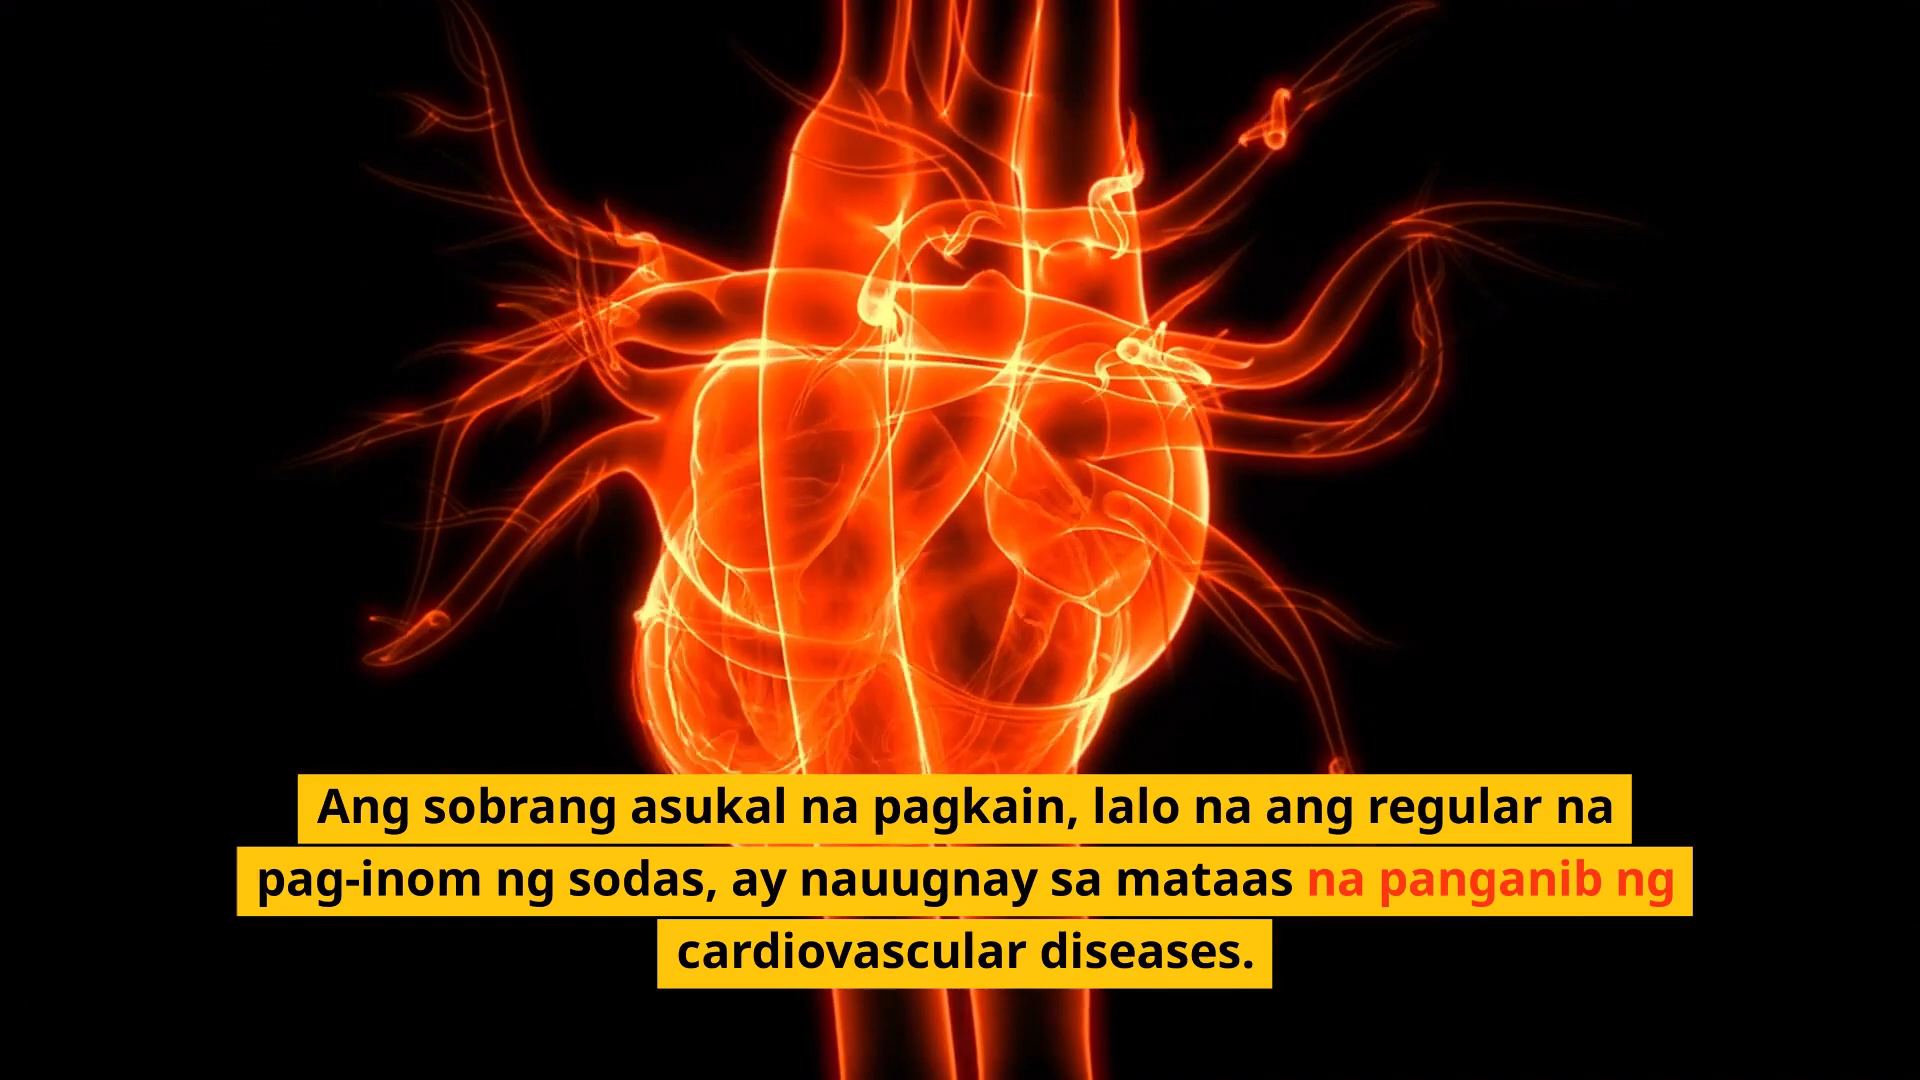 Ang sobrang asukal na pagkain, lalo na ang regular na
pag-inom ng sodas, ay nauugnay sa mataas na panganib ng
cardiovascular diseases.